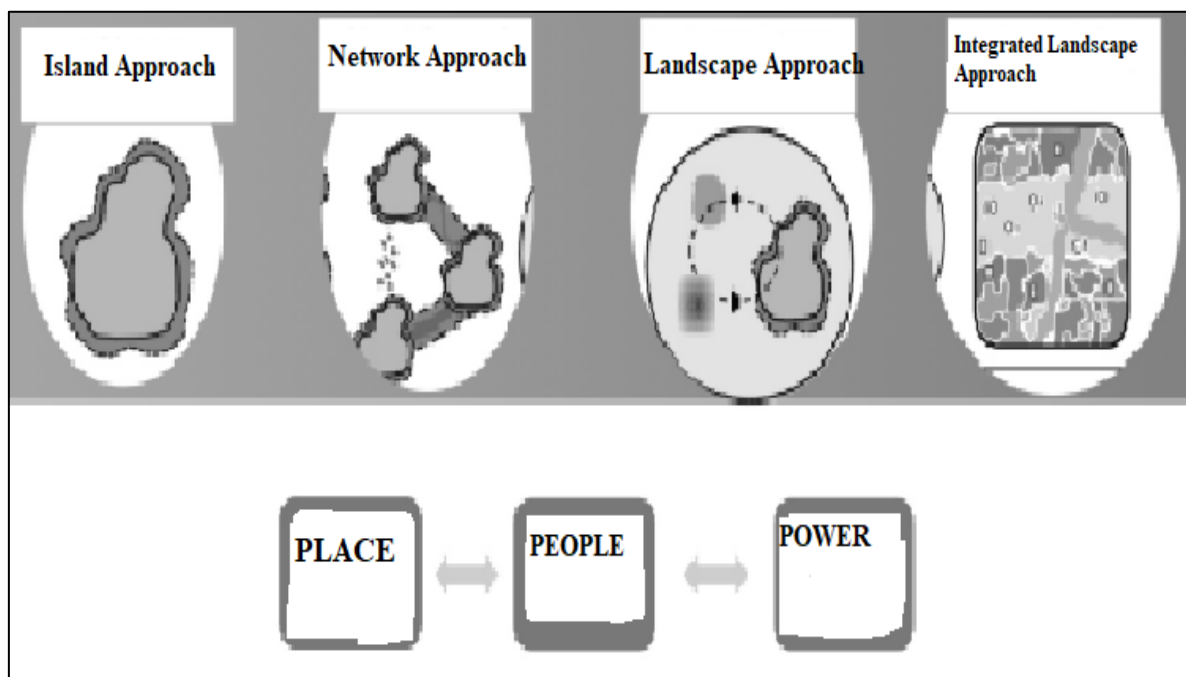 Island Approach
Network Approach
Landscape Approach
Integrated Landscape
Approach
PLACE
PEOPLE
POWER